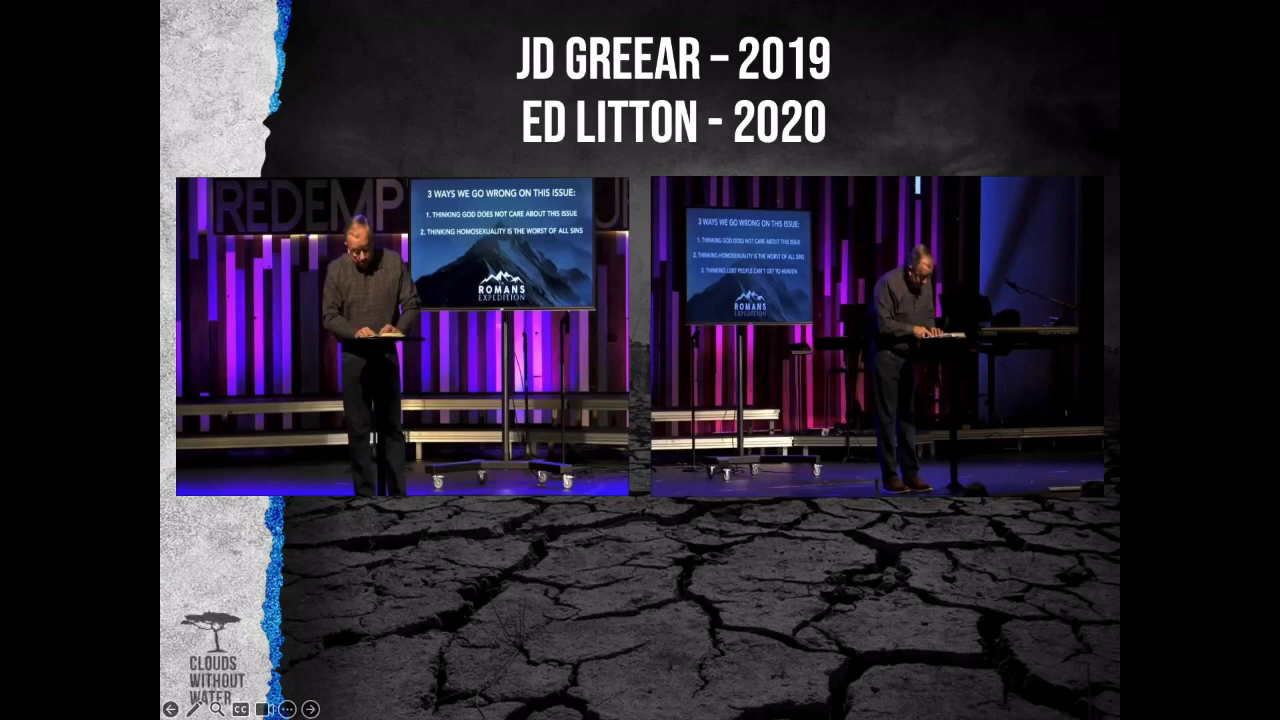 JD GREEAR – 2019
ED LITTON - 2020
REDEMP
3 WAYS WE GO WRONG ON THIS ISSUE:
1. THINKING GOD DOES NOT CARE ABOUT THIS ISSUE
2. THINKING HOMOSEXUALITY IS THE WORST OF ALL SINS
ROMANS
EXPEDITION
3 WAYS WE GO WRONG ON THIS ISSUE:
1. THINKING GOD DOES NOT CARE ABOUT THIS ISSUE
2. THINKING HOMOSEXUALITY IS THE WORST OF ALL SINS
3. THINKING LGBT PEOPLE CAN'T GET TO HEAVEN
ROMANS
EXPEDITION
CLOUDS
WITHOUT
WATER
CC